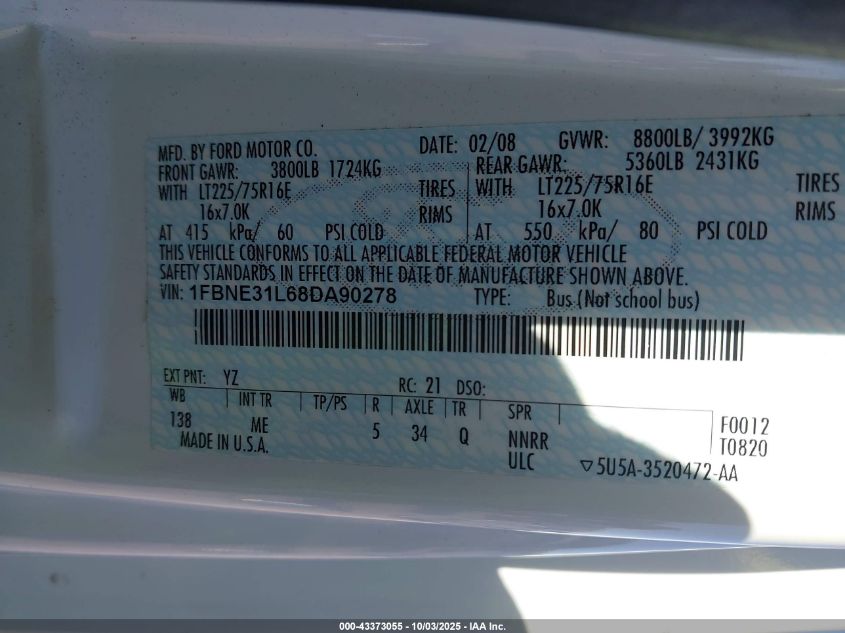 MFD. BY FORD MOTOR CO. DATE: 02/08 GVWR: 8800LB/ 3992KG
FRONT GAWR: 3800LB 1724KG REAR GAWR: 5360LB 2431KG
WITH LT225/75R16E TIRES WITH LT225/75R16E TIRES
16x7.0K RIMS 16x7.0K RIMS
AT 415 kPa/ 60 PSI COLD AT 550 kPa/ 80 PSI COLD
THIS VEHICLE CONFORMS TO ALL APPLICABLE FEDERAL MOTOR VEHICLE
SAFETY STANDARDS IN EFFECT ON THE DATE OF MANUFACTURE SHOWN ABOVE.
VIN: 1FBNE31L68DA90278 TYPE: Bus (Not school bus)
EXT PNT: YZ RC: 21 DSO:
WB INT TR TP/PS R AXLE TR SPR F0012
138 ME 5 34 Q NNRR T0820
MADE IN U.S.A. ULC ▽5U5A-3520472-AA
000-43373055 - 10/03/2025 - IAA Inc.